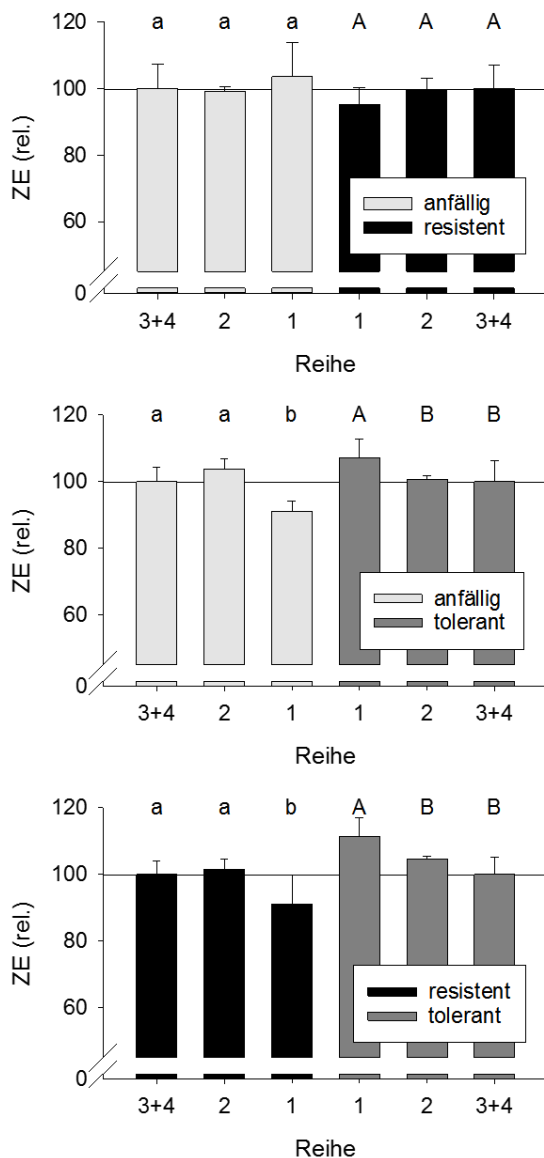 120 a a a A A A
100
ZE (rel.)
80
anfällig
60
resistent
0
3+4 2 1 1 2 3+4
Reihe
120 a a b A B B
100
ZE (rel.)
80
anfällig
60
tolerant
0
3+4 2 1 1 2 3+4
Reihe
120 a a b A B B
100
ZE (rel.)
80
resistent
60
tolerant
0
3+4 2 1 1 2 3+4
Reihe